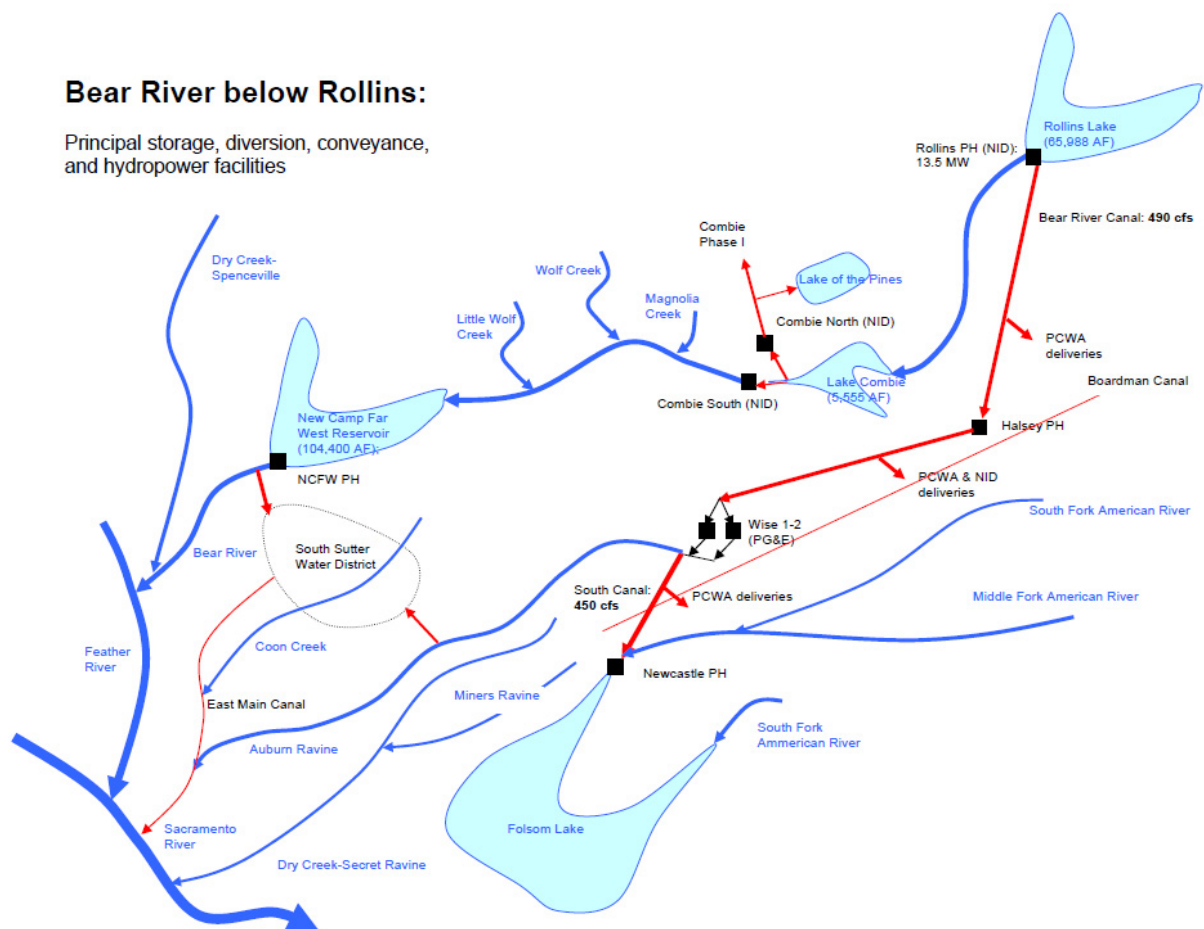 Bear River below Rollins:
Principal storage, diversion, conveyance,
and hydropower facilities
Rollins Lake
(65,988 AF)
Rollins PH (NID):
13.5 MW
Bear River Canal: 490 cfs
Combie
Phase I
Dry Creek-
Spenceville
Wolf Creek
Lake of the Pines
Magnolia
Creek
Little Wolf
Creek
Combie North (NID)
PCWA
deliveries
Lake Combie
(5,555 AF)
Boardman Canal
Combie South (NID)
New Camp Far
West Reservoir
(104,400 AF):
Halsey PH
NCFW PH
PCWA & NID
deliveries
South Fork American River
Wise 1-2
(PG&E)
Bear River
South Sutter
Water District
South Canal:
450 cfs
PCWA deliveries
Middle Fork American River
Feather
River
Coon Creek
Newcastle PH
Miners Ravine
East Main Canal
South Fork
Ammerican River
Auburn Ravine
Sacramento
River
Folsom Lake
Dry Creek-Secret Ravine